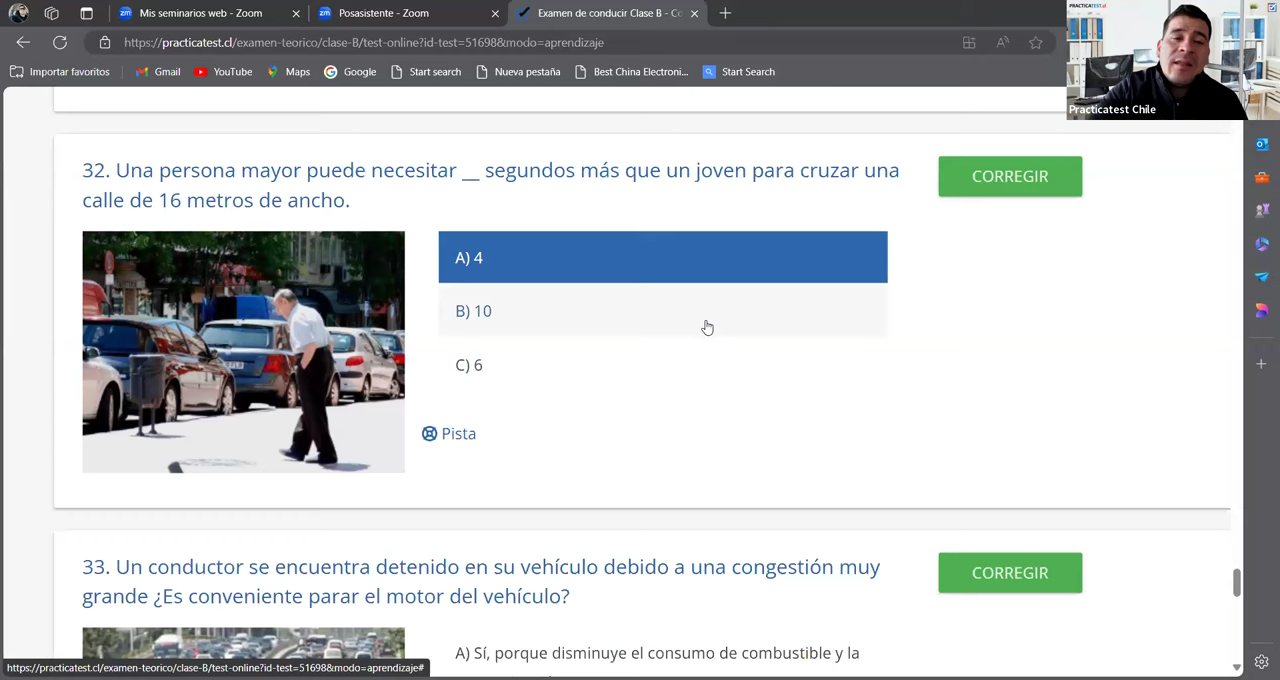 Mis seminarios web - Zoom
Posasistente - Zoom
Examen de conducir Clase B - Co
https://practicatest.cl/examen-teorico/clase-B/test-online?id-test=51698&modo=aprendizaje
Importar favoritos
Gmail
YouTube
Maps
Google
Start search
Nueva pestaña
Best China Electroni...
Start Search
PRACTICATEST.cl
Practicatest Chile
32. Una persona mayor puede necesitar __ segundos más que un joven para cruzar una
calle de 16 metros de ancho.
CORREGIR
A) 4
B) 10
C) 6
Pista
33. Un conductor se encuentra detenido en su vehículo debido a una congestión muy
grande ¿Es conveniente parar el motor del vehículo?
CORREGIR
A) Sí, porque disminuye el consumo de combustible y la
https://practicatest.cl/examen-teorico/clase-B/test-online?id-test=51698&modo=aprendizaje#